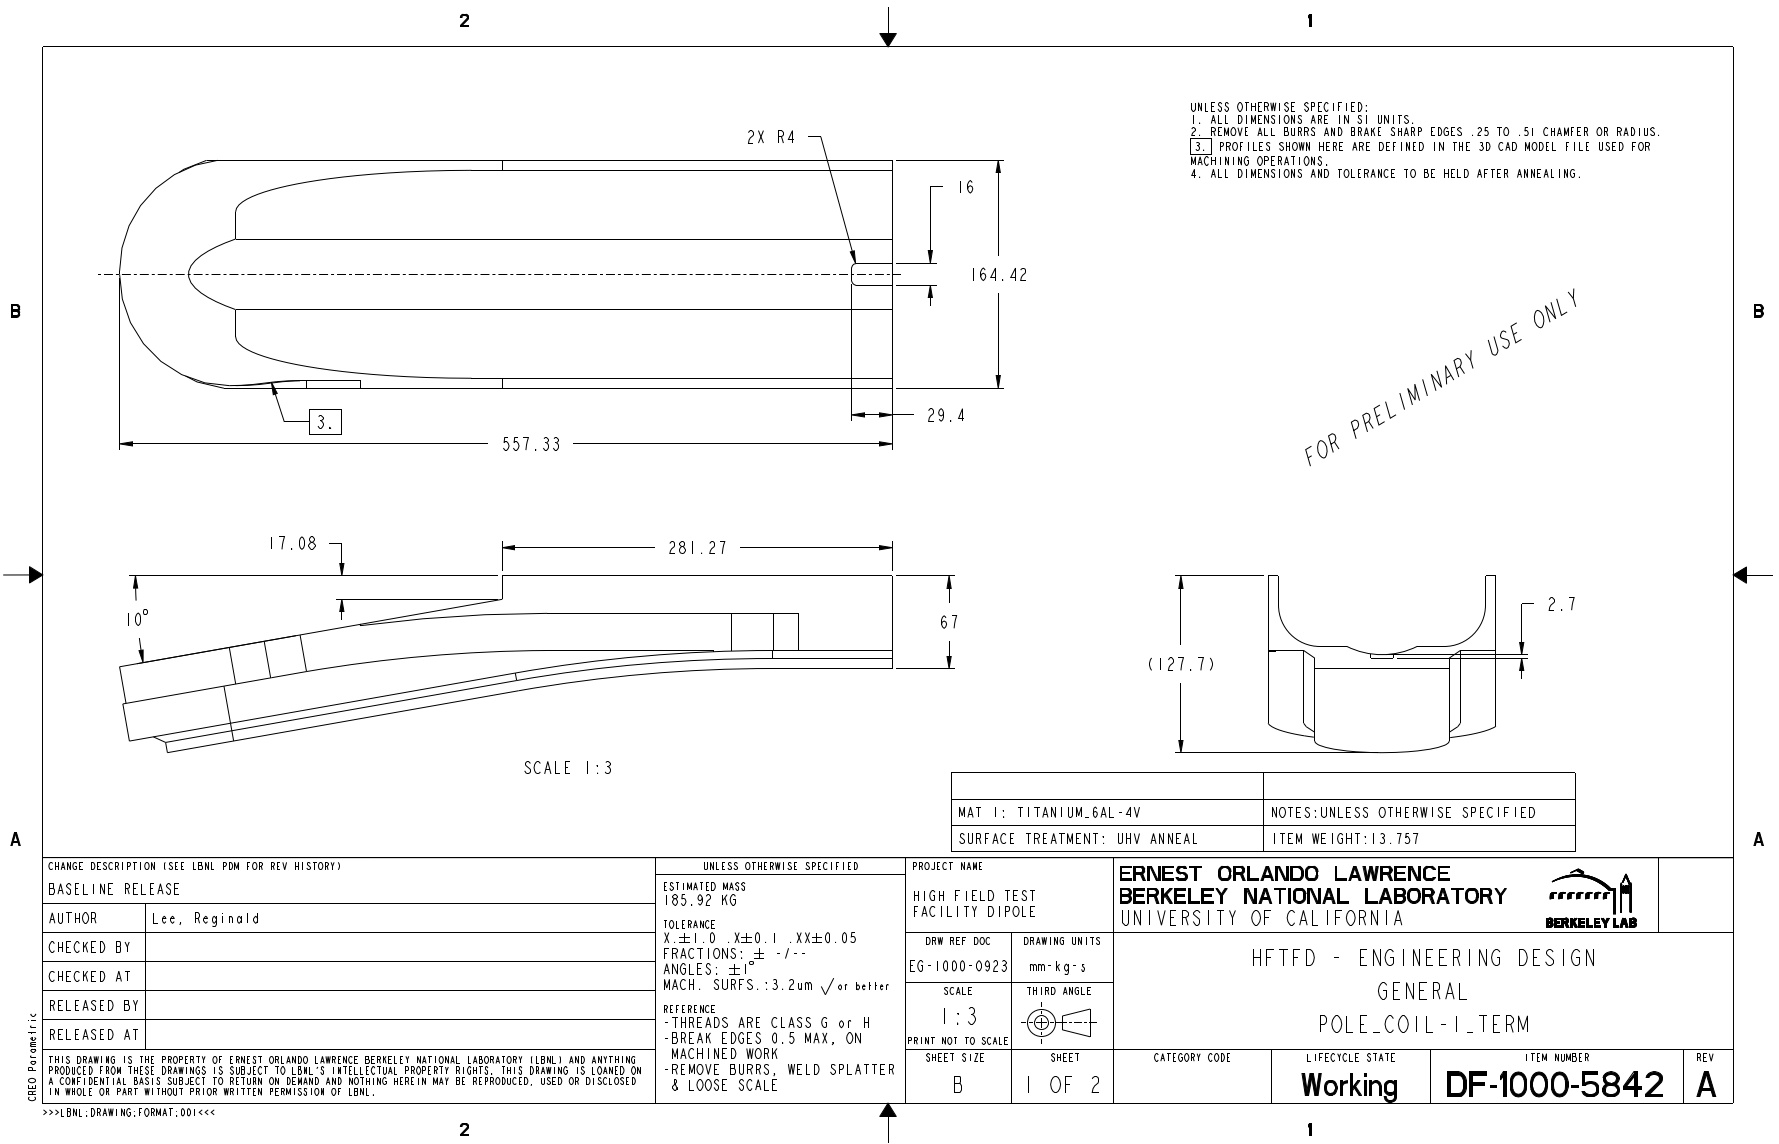 2
1
UNLESS OTHERWISE SPECIFIED:
1. ALL DIMENSIONS ARE IN SI UNITS.
2. REMOVE ALL BURRS AND BRAKE SHARP EDGES .25 TO .51 CHAMFER OR RADIUS.
3. PROFILES SHOWN HERE ARE DEFINED IN THE 3D CAD MODEL FILE USED FOR
MACHINING OPERATIONS.
4. ALL DIMENSIONS AND TOLERANCE TO BE HELD AFTER ANNEALING.
2X R4
16
164.42
B
B
FOR PRELIMINARY USE ONLY
29.4
3.
557.33
17.08
281.27
10°
67
2.7
(127.7)
SCALE 1:3
A
A
MAT 1: TITANIUM_6AL-4V
NOTES:UNLESS OTHERWISE SPECIFIED
SURFACE TREATMENT: UHV ANNEAL
ITEM WEIGHT:13.757
CHANGE DESCRIPTION (SEE LBNL PDM FOR REV HISTORY)
BASELINE RELEASE
AUTHOR
Lee, Reginald
CHECKED BY
CHECKED AT
RELEASED BY
RELEASED AT
THIS DRAWING IS THE PROPERTY OF ERNEST ORLANDO LAWRENCE BERKELEY NATIONAL LABORATORY (LBNL) AND ANYTHING
PRODUCED FROM THESE DRAWINGS IS SUBJECT TO LBNL'S INTELLECTUAL PROPERTY RIGHTS. THIS DRAWING IS LOANED ON
A CONFIDENTIAL BASIS SUBJECT TO RETURN ON DEMAND AND NOTHING HEREIN MAY BE REPRODUCED, USED OR DISCLOSED
IN WHOLE OR PART WITHOUT PRIOR WRITTEN PERMISSION OF LBNL.
CREO Parametric
>>>LBNL;DRAWING;FORMAT;001<<<
UNLESS OTHERWISE SPECIFIED
ESTIMATED MASS
185.92 KG
TOLERANCE
X.±1.0 .X±0.1 .XX±0.05
FRACTIONS: ± -/--
ANGLES: ±1°
MACH. SURFS.:3.2um √or better
REFERENCE
-THREADS ARE CLASS G or H
-BREAK EDGES 0.5 MAX, ON
MACHINED WORK
-REMOVE BURRS, WELD SPLATTER
& LOOSE SCALE
PROJECT NAME
HIGH FIELD TEST
FACILITY DIPOLE
DRW REF DOC
EG-1000-0923
DRAWING UNITS
mm-kg-s
SCALE
1:3
PRINT NOT TO SCALE
THIRD ANGLE
SHEET SIZE
B
SHEET
1 OF 2
ERNEST ORLANDO LAWRENCE
BERKELEY NATIONAL LABORATORY
UNIVERSITY OF CALIFORNIA
BERKELEY LAB
HFTFD - ENGINEERING DESIGN
GENERAL
POLE_COIL-1_TERM
CATEGORY CODE
LIFECYCLE STATE
Working
ITEM NUMBER
DF-1000-5842
REV
A
2
1